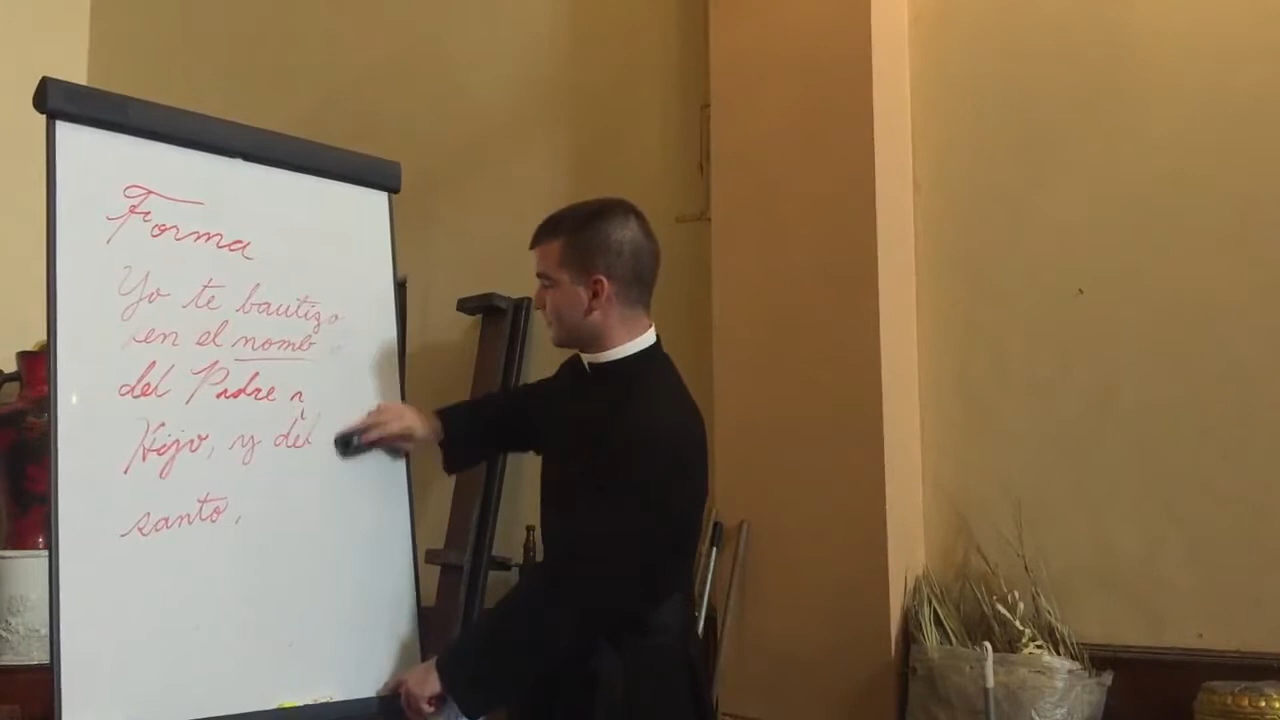 Forma
Yo te bautizo
en el nomb
del Padre
Hijo, y del
santo,